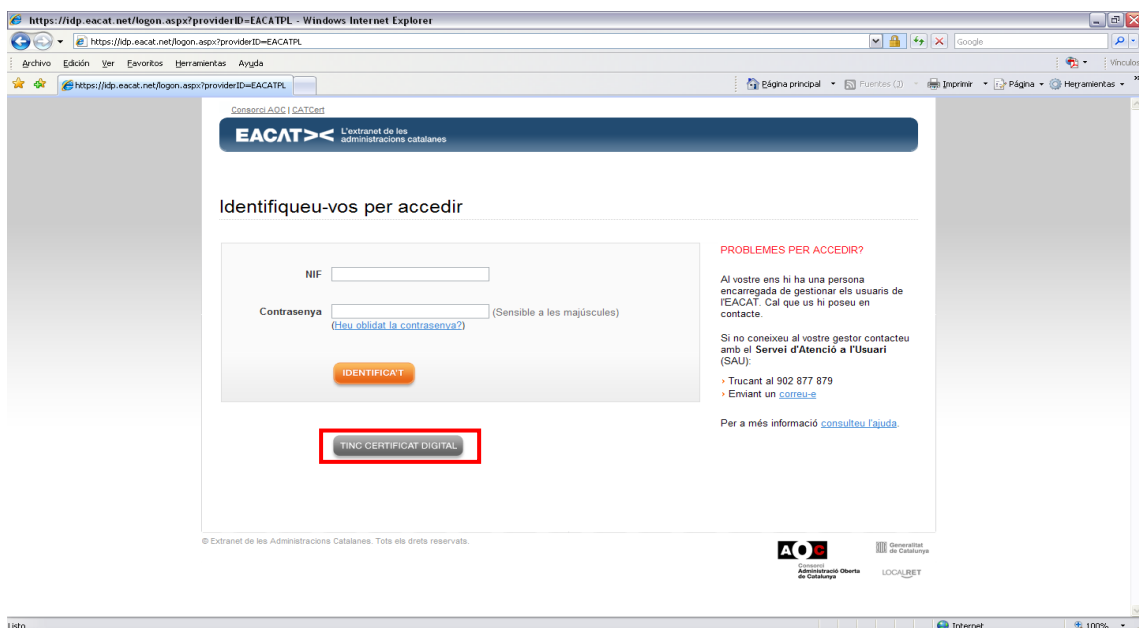 https://idp.eacat.net/logon.aspx?providerID=EACATPL - Windows Internet Explorer
https://idp.eacat.net/logon.aspx?providerID=EACATPL
Google
Archivo Edición Ver Favoritos Herramientas Ayuda
Vínculos
https://idp.eacat.net/logon.aspx?providerID=EACATPL
Página principal Fuentes (J) Imprimir Página Herramientas
Consorci AOC | CATCert
EACAT>< L'extranet de les
administracions catalanes
Identifiqueu-vos per accedir
NIF
Contrasenya (Sensible a les majúscules)
(Heu oblidat la contrasenya?)
IDENTIFICA'T
TINC CERTIFICAT DIGITAL
PROBLEMES PER ACCEDIR?
Al vostre ens hi ha una persona
encarregada de gestionar els usuaris de
l'EACAT. Cal que us hi poseu en
contacte.
Si no coneixeu al vostre gestor contacteu
amb el Servei d'Atenció a l'Usuari
(SAU):
› Trucant al 902 877 879
› Enviant un correu-e
Per a més informació consulteu l'ajuda.
© Extranet de les Administracions Catalanes. Tots els drets reservats.
AOC
Consorci
Administració Oberta
de Catalunya
Generalitat
de Catalunya
LOCALRET
Listo
Internet
100%